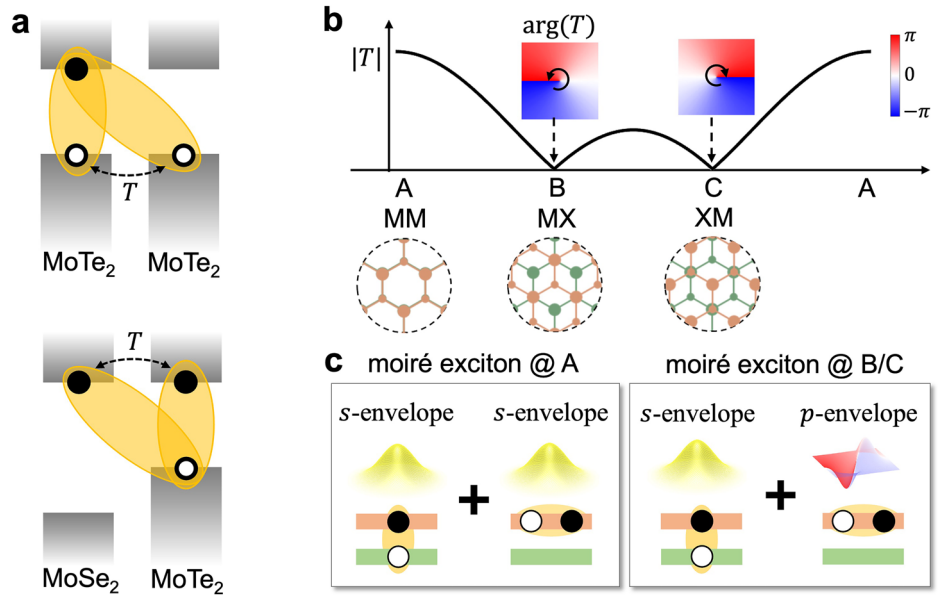 a
T
MoTe₂ MoTe₂
T
MoSe₂ MoTe₂
b
arg(T)
|T|
π
0
−π
A B C A
MM MX XM
c moiré exciton @ A moiré exciton @ B/C
s-envelope s-envelope s-envelope p-envelope
+ +